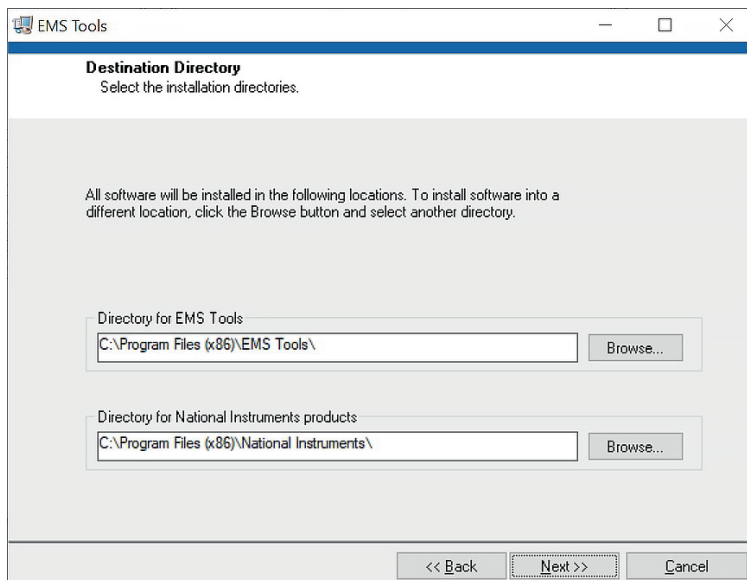 EMS Tools
Destination Directory
Select the installation directories.
All software will be installed in the following locations. To install software into a
different location, click the Browse button and select another directory.
Directory for EMS Tools
C:\Program Files (x86)\EMS Tools\
Browse...
Directory for National Instruments products
C:\Program Files (x86)\National Instruments\
Browse...
<< Back
Next >>
Cancel